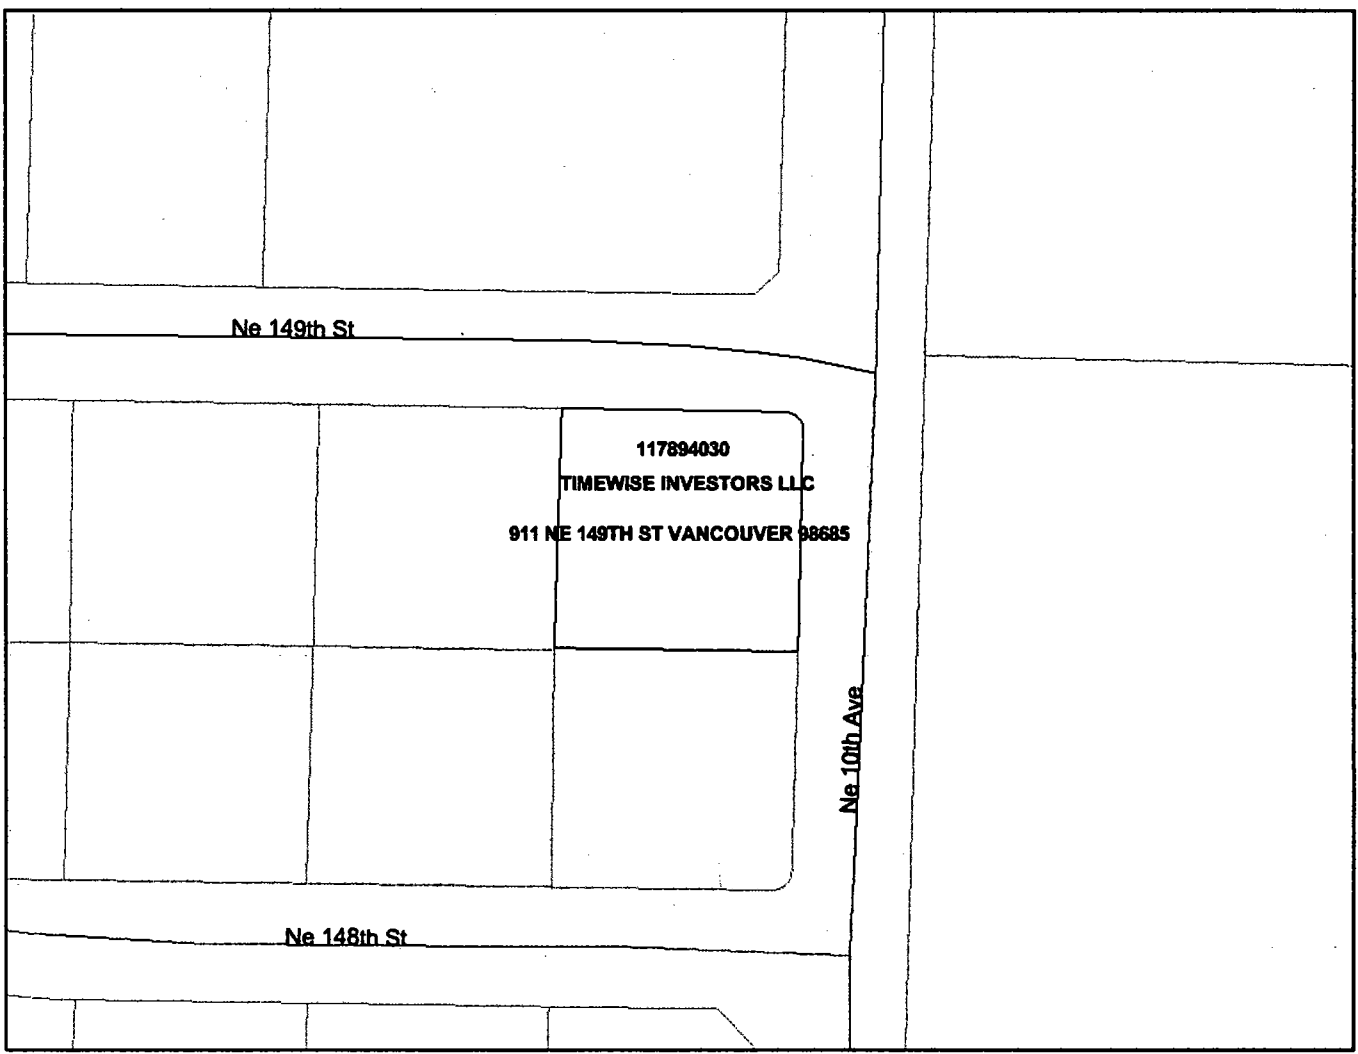 Ne 149th St
117894030
TIMEWISE INVESTORS LLC
911 NE 149TH ST VANCOUVER 98685
Ne 10th Ave
Ne 148th St